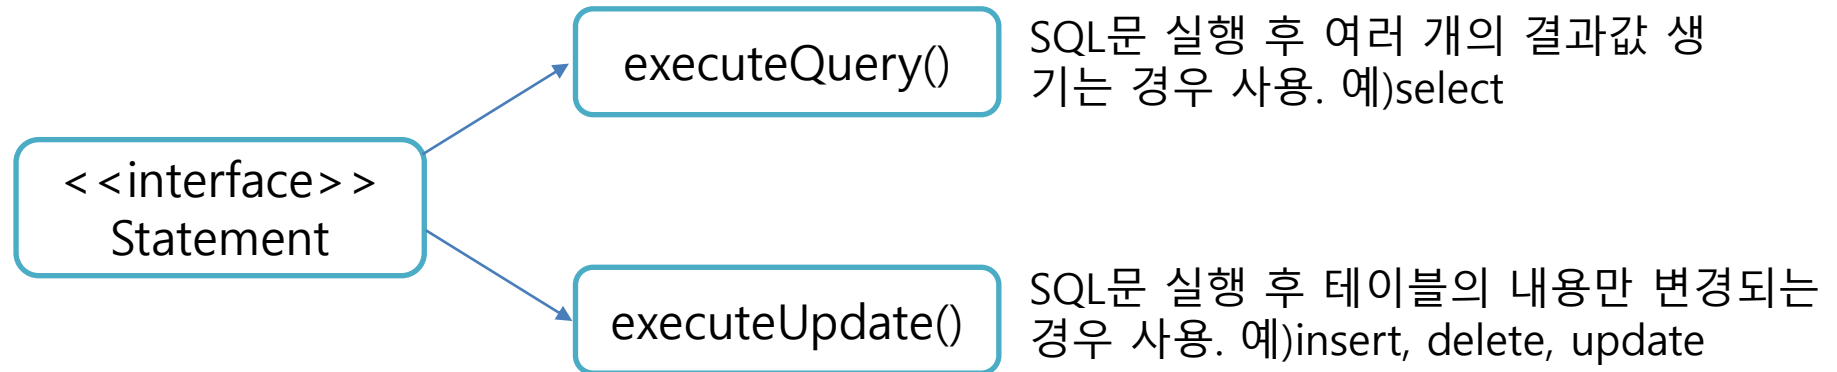 <<interface>>
Statement
executeQuery()
SQL문 실행 후 여러 개의 결과값 생
기는 경우 사용. 예)select
executeUpdate()
SQL문 실행 후 테이블의 내용만 변경되는
경우 사용. 예)insert, delete, update